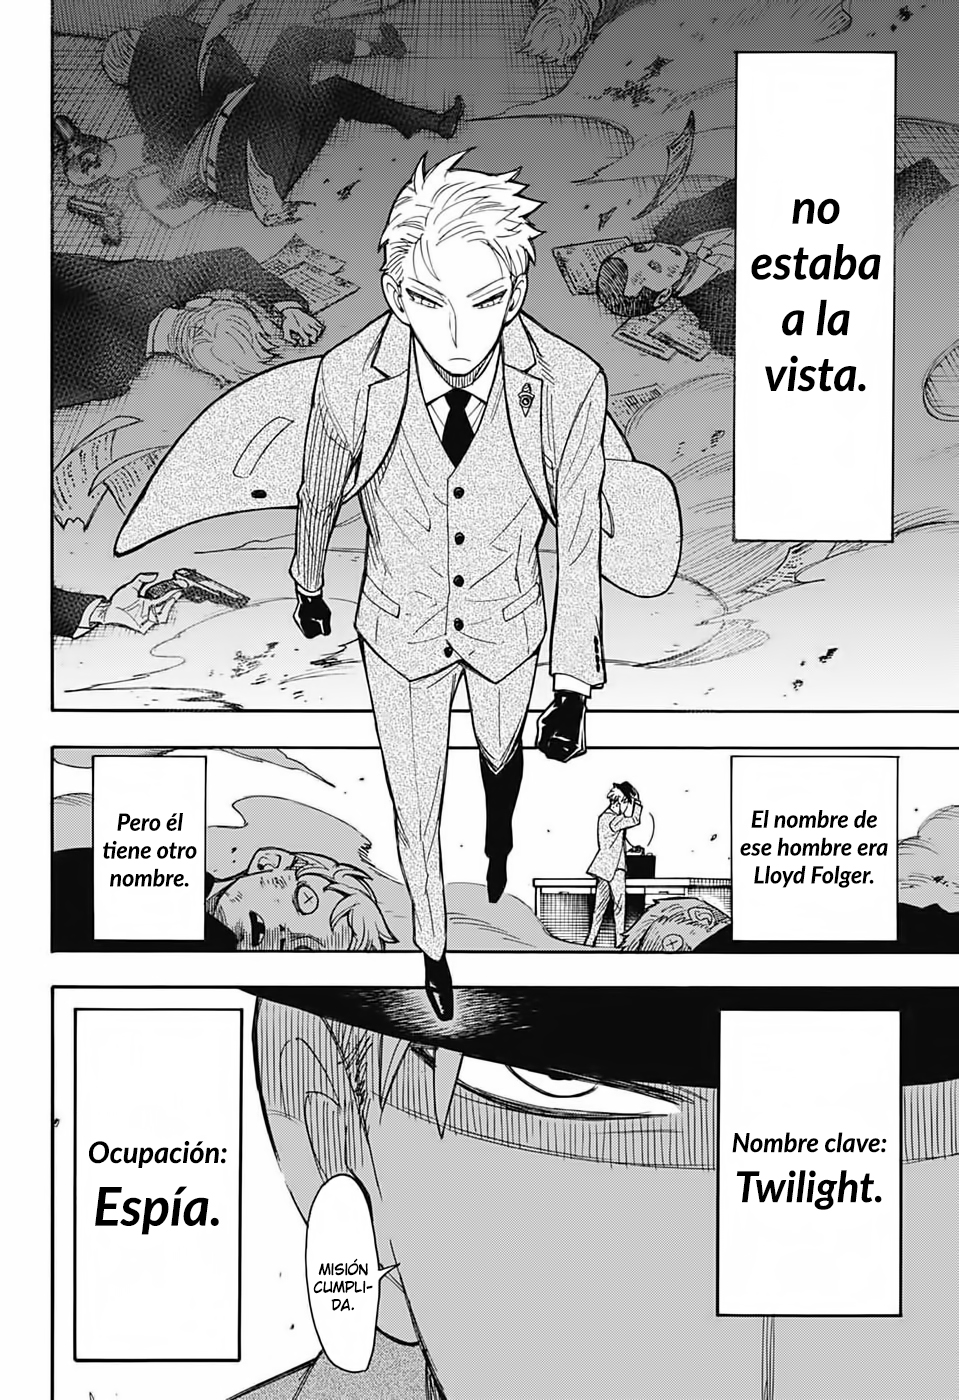 no
estaba
a la
vista.
El nombre de
ese hombre era
Lloyd Folger.
Pero él
tiene otro
nombre.
Nombre clave:
Twilight.
Ocupación:
Espía.
MISIÓN
CUMPLI-
DA.